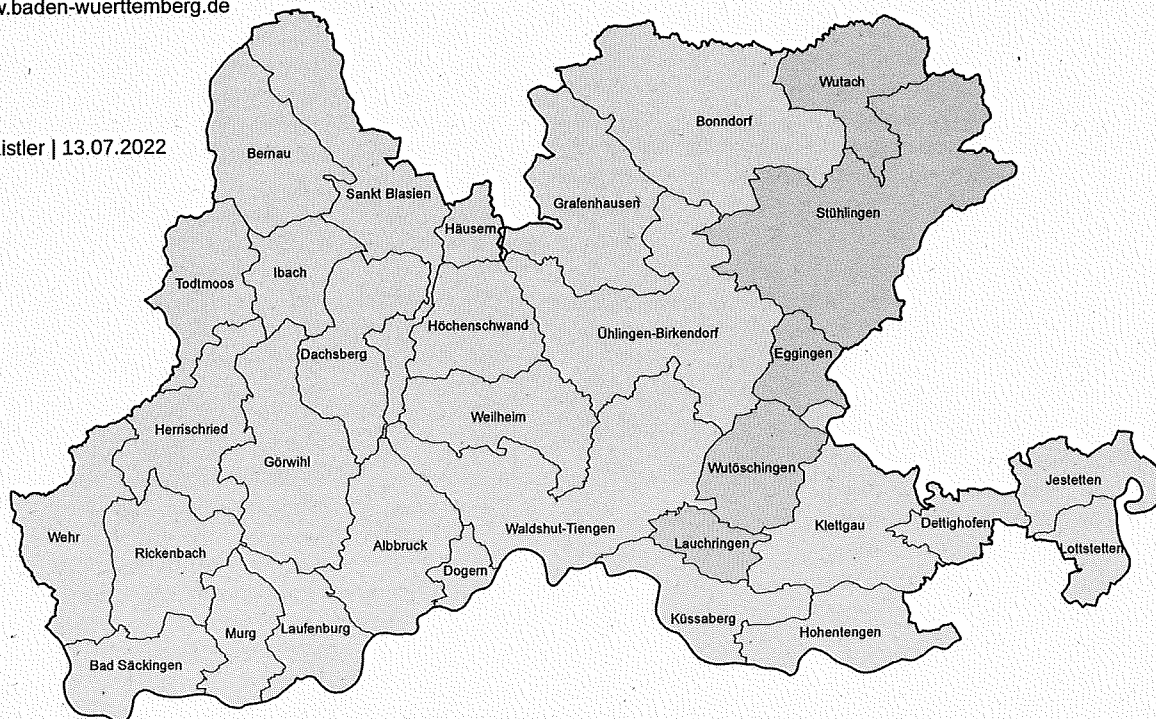 w.baden-wuerttemberg.de
istler | 13.07.2022
Wutach
Bonndorf
Bernau
Sankt Blasien
Grafenhausen
Stühlingen
Häusern
Ibach
Todtmoos
Höchenschwand
Ühlingen-Birkendorf
Dachsberg
Eggingen
Weilheim
Herrischried
Görwihl
Wutöschingen
Jestetten
Waldshut-Tiengen
Klettgau
Dettighofen
Wehr
Rickenbach
Albbruck
Lauchringen
Lottstetten
Dogern
Küssaberg
Murg
Laufenburg
Hohentengen
Bad Säckingen